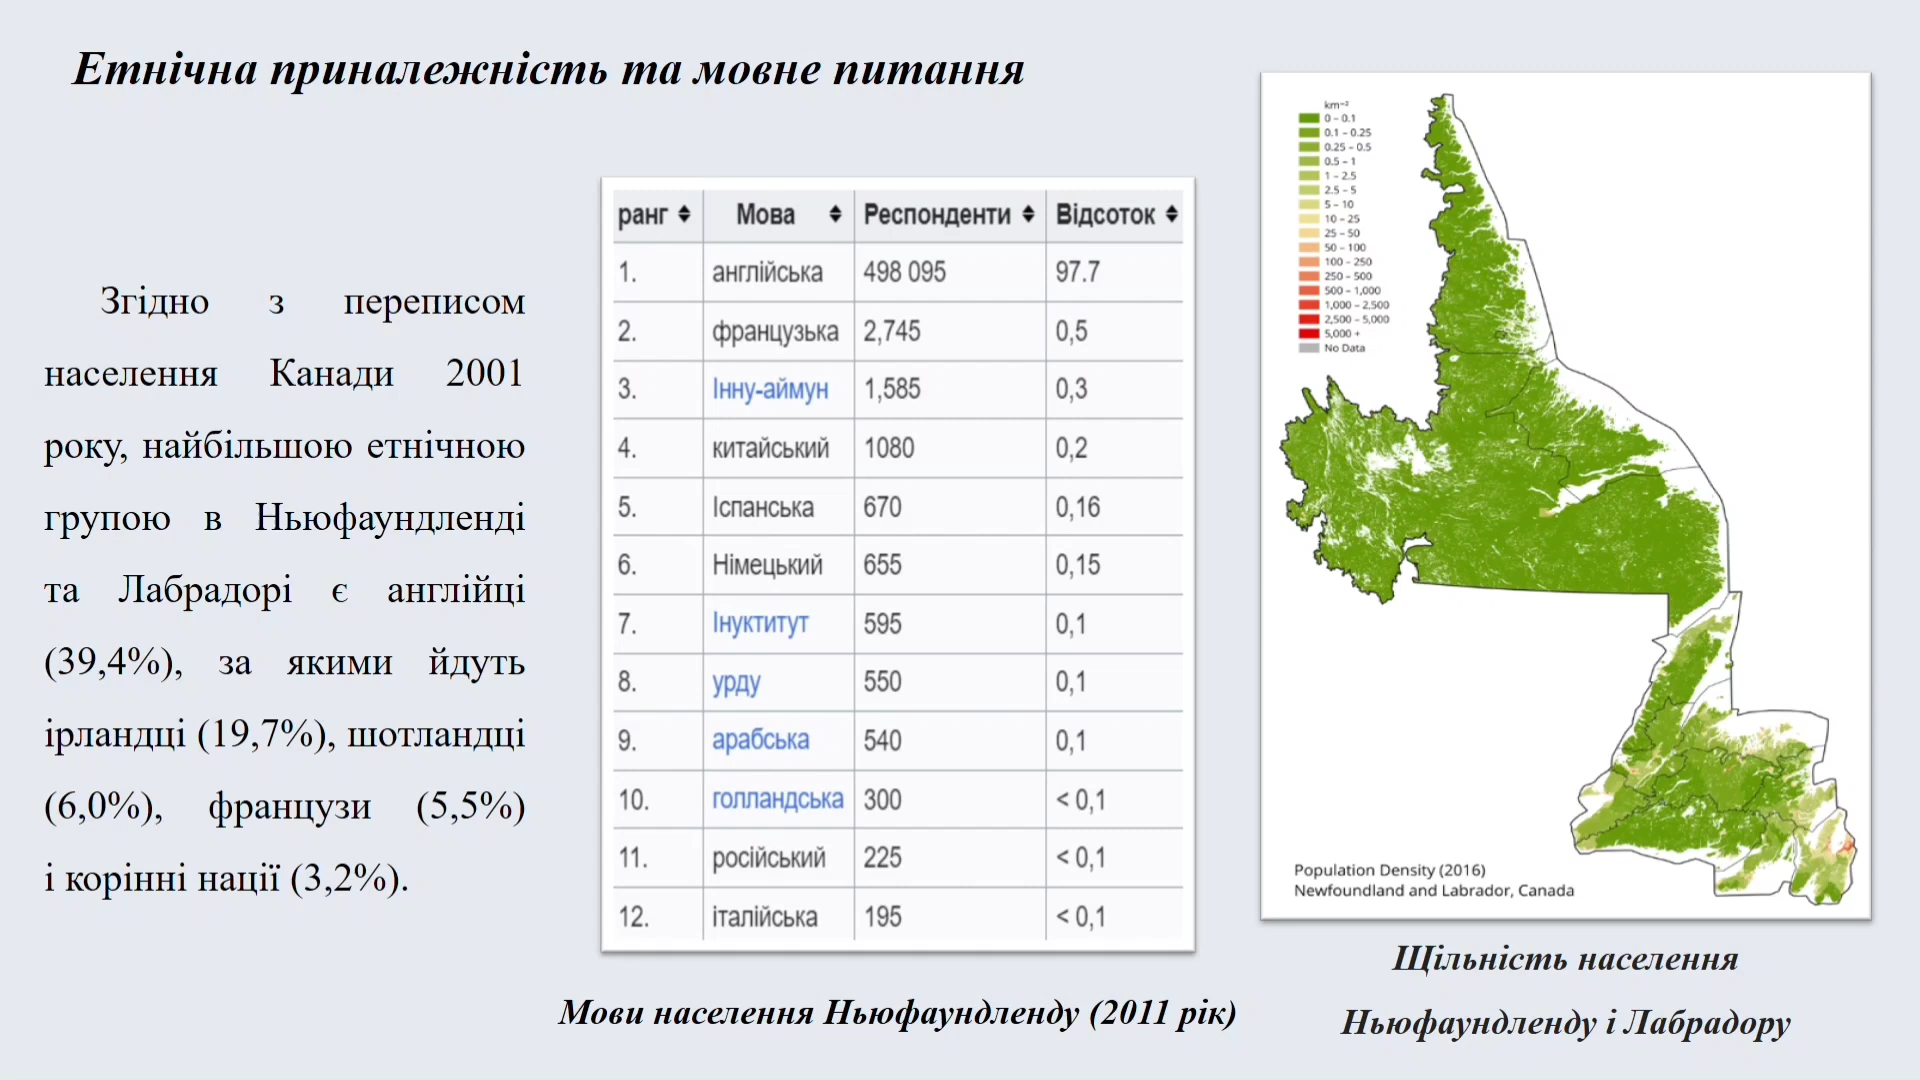 Етнічна приналежність та мовне питання
Згідно з переписом
населення Канади 2001
року, найбільшою етнічною
групою в Ньюфаундленді
та Лабрадорі є англійці
(39,4%), за якими йдуть
ірландці (19,7%), шотландці
(6,0%), французи (5,5%)
і корінні нації (3,2%).
ранг Мова Респонденти Відсоток
1. англійська 498 095 97.7
2. французька 2,745 0,5
3. Інну-аймун 1,585 0,3
4. китайський 1080 0,2
5. Іспанська 670 0,16
6. Німецький 655 0,15
7. Інуктитут 595 0,1
8. урду 550 0,1
9. арабська 540 0,1
10. голландська 300 < 0,1
11. російський 225 < 0,1
12. італійська 195 < 0,1
Мови населення Ньюфаундленду (2011 рік)
km⁻²
0 – 0.1
0.1 – 0.25
0.25 – 0.5
0.5 – 1
1 – 2.5
2.5 – 5
5 – 10
10 – 25
25 – 50
50 – 100
100 – 250
250 – 500
500 – 1,000
1,000 – 2,500
2,500 – 5,000
5,000 +
No Data
Population Density (2016)
Newfoundland and Labrador, Canada
Щільність населення
Ньюфаундленду і Лабрадору